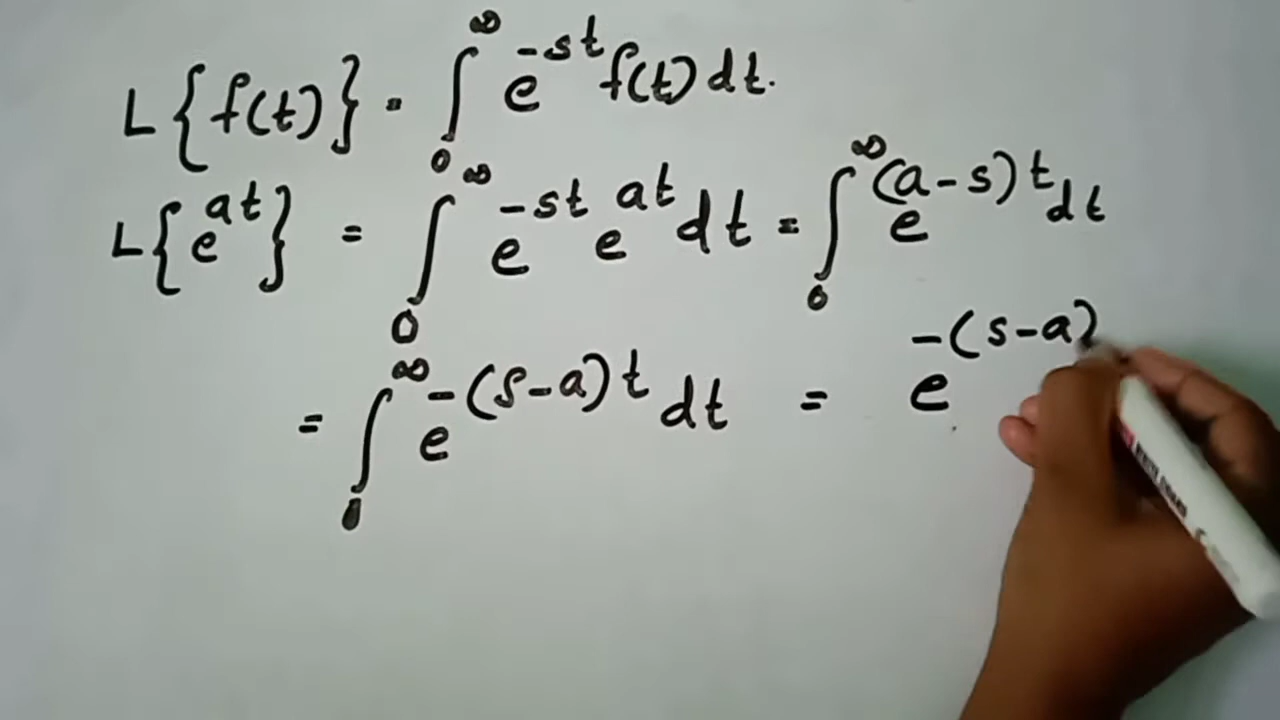 L{f(t)} = ∫₀^∞ e^{-st} f(t) dt.
L{e^{at}} = ∫₀^∞ e^{-st} e^{at} dt = ∫₀^∞ e^{(a-s)t} dt
= ∫₀^∞ e^{-(s-a)t} dt = e^{-(s-a)